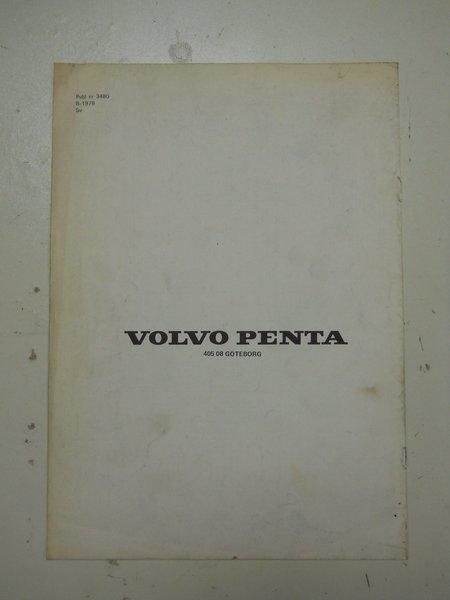 Publ nr 3480
8-1978
Sv
VOLVO PENTA
405 08 GÖTEBORG